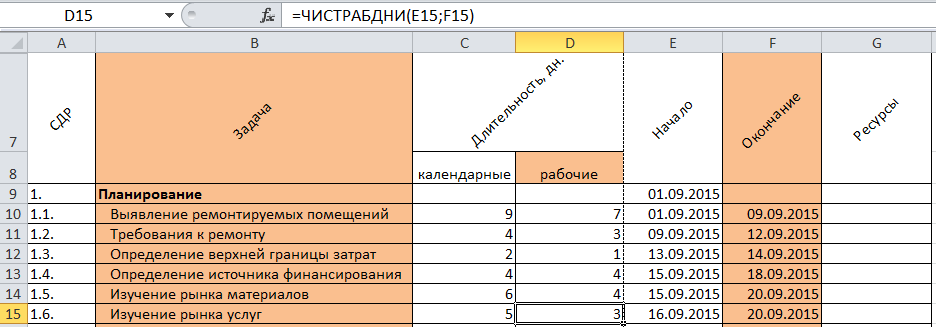 D15 fx =ЧИСТРАБДНИ(E15;F15)
A B C D E F G
7 СДР Задача Длительность, дн. Начало Окончание Ресурсы
8 календарные рабочие
9 1. Планирование 01.09.2015
10 1.1. Выявление ремонтируемых помещений 9 7 01.09.2015 09.09.2015
11 1.2. Требования к ремонту 4 3 09.09.2015 12.09.2015
12 1.3. Определение верхней границы затрат 2 1 13.09.2015 14.09.2015
13 1.4. Определение источника финансирования 4 4 15.09.2015 18.09.2015
14 1.5. Изучение рынка материалов 6 4 15.09.2015 20.09.2015
15 1.6. Изучение рынка услуг 5 3 16.09.2015 20.09.2015